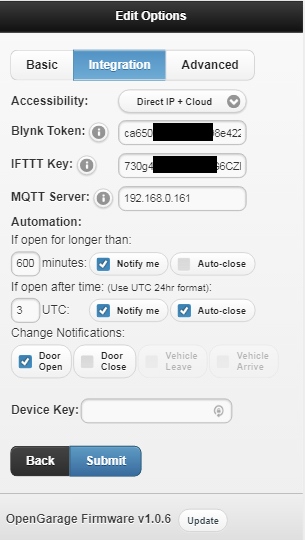 Edit Options
Basic Integration Advanced
Accessibility: Direct IP + Cloud
Blynk Token: ca650 8e422
IFTTT Key: 730g4 6CZI
MQTT Server: 192.168.0.161
Automation:
If open for longer than:
600 minutes: Notify me Auto-close
If open after time: (Use UTC 24hr format):
3 UTC: Notify me Auto-close
Change Notifications:
Door Open Door Close Vehicle Leave Vehicle Arrive
Device Key:
Back Submit
OpenGarage Firmware v1.0.6 Update